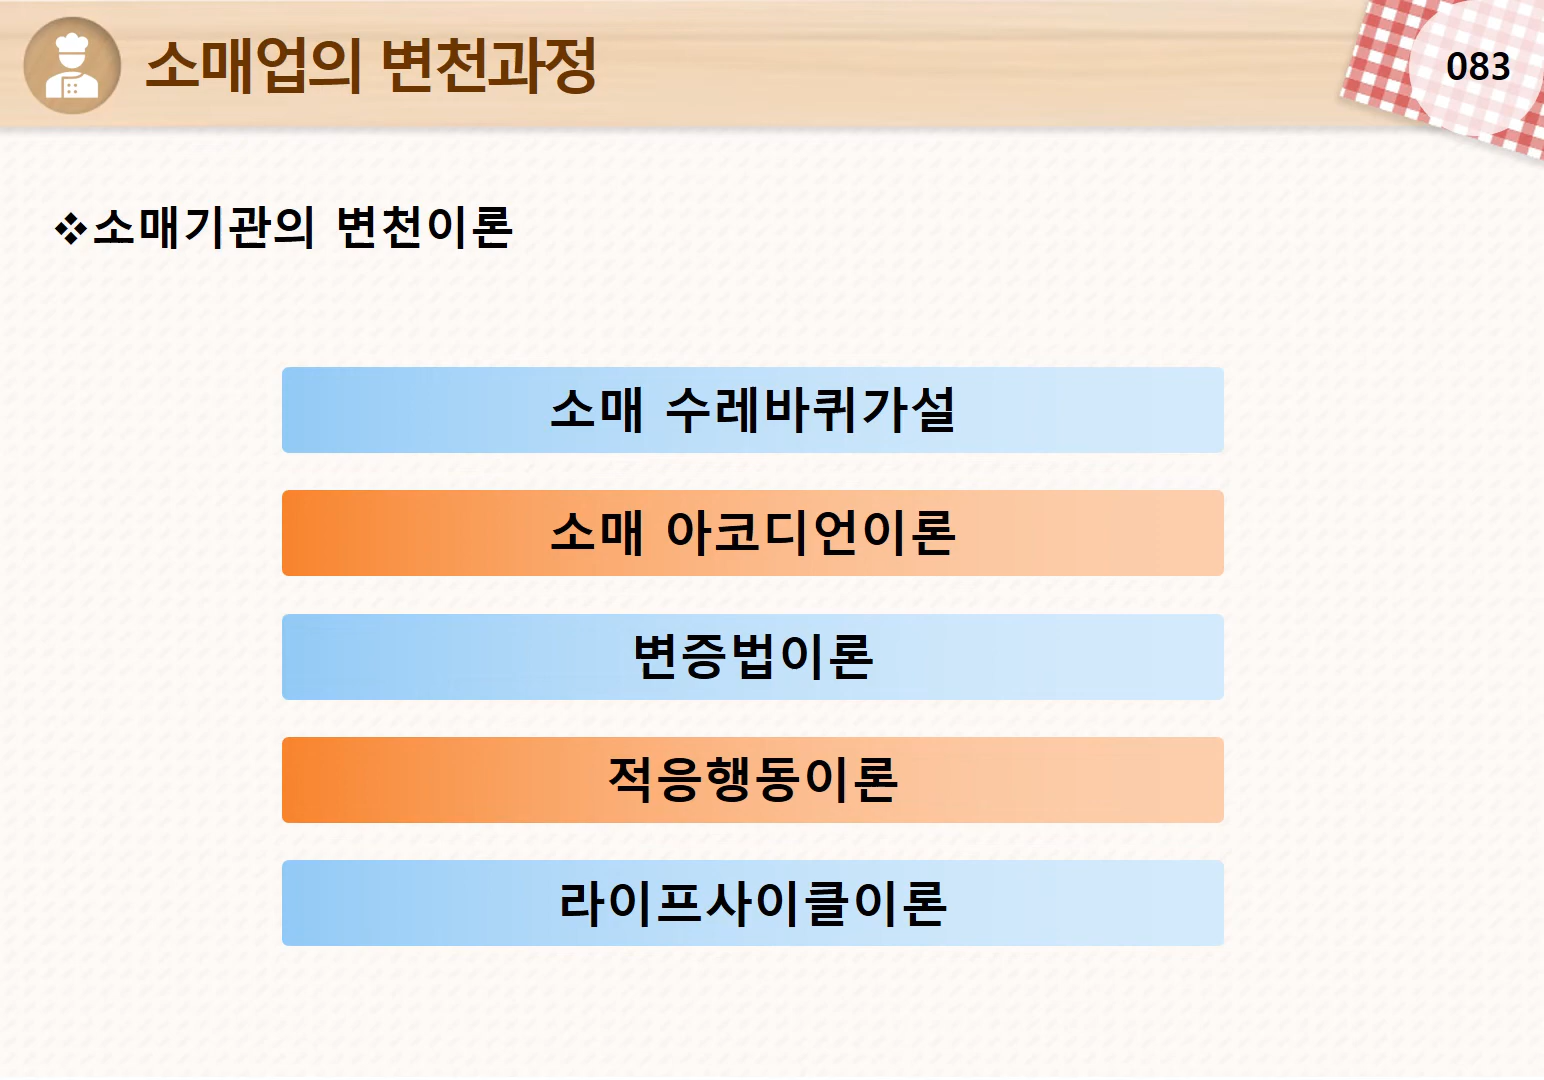 소매업의 변천과정
083
❖소매기관의 변천이론
소매 수레바퀴가설
소매 아코디언이론
변증법이론
적응행동이론
라이프사이클이론